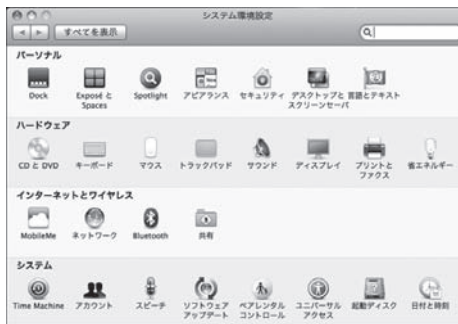 システム環境設定
すべてを表示
パーソナル
Dock
Exposé と
Spaces
Spotlight
アピアランス
セキュリティ
デスクトップと
スクリーンセーバ
言語とテキスト
ハードウェア
CD と DVD
キーボード
マウス
トラックパッド
サウンド
ディスプレイ
プリントと
ファクス
省エネルギー
インターネットとワイヤレス
MobileMe
ネットワーク
Bluetooth
共有
システム
Time Machine
アカウント
スピーチ
ソフトウェア
アップデート
ペアレンタル
コントロール
ユニバーサル
アクセス
起動ディスク
日付と時刻